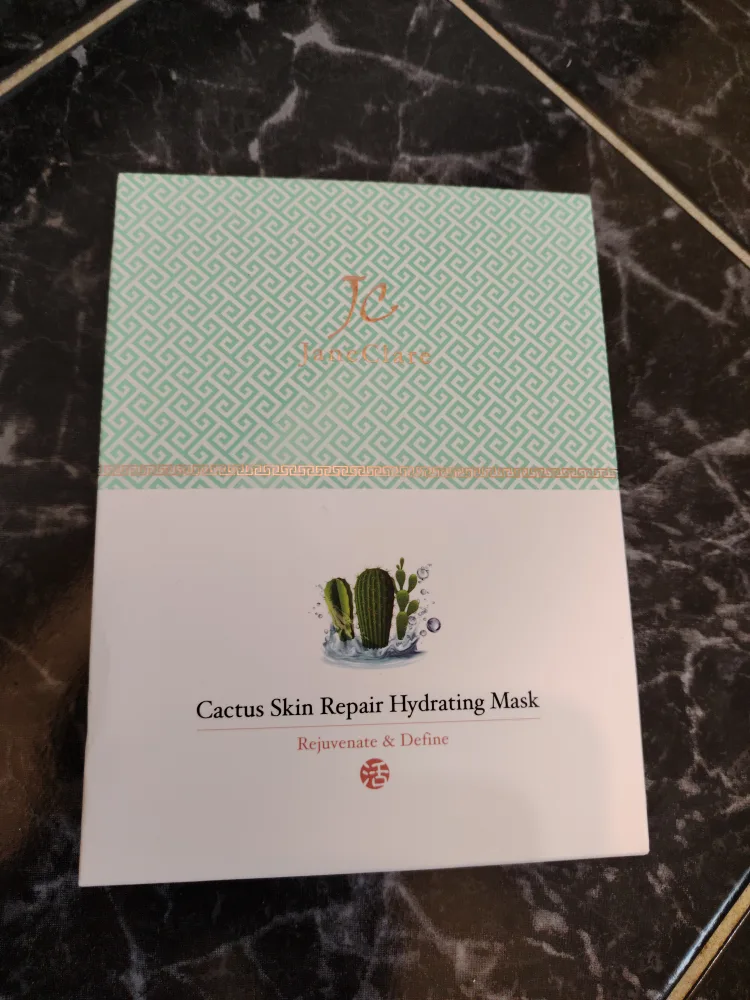 JC
JaneClare
Cactus Skin Repair Hydrating Mask
Rejuvenate & Define
活